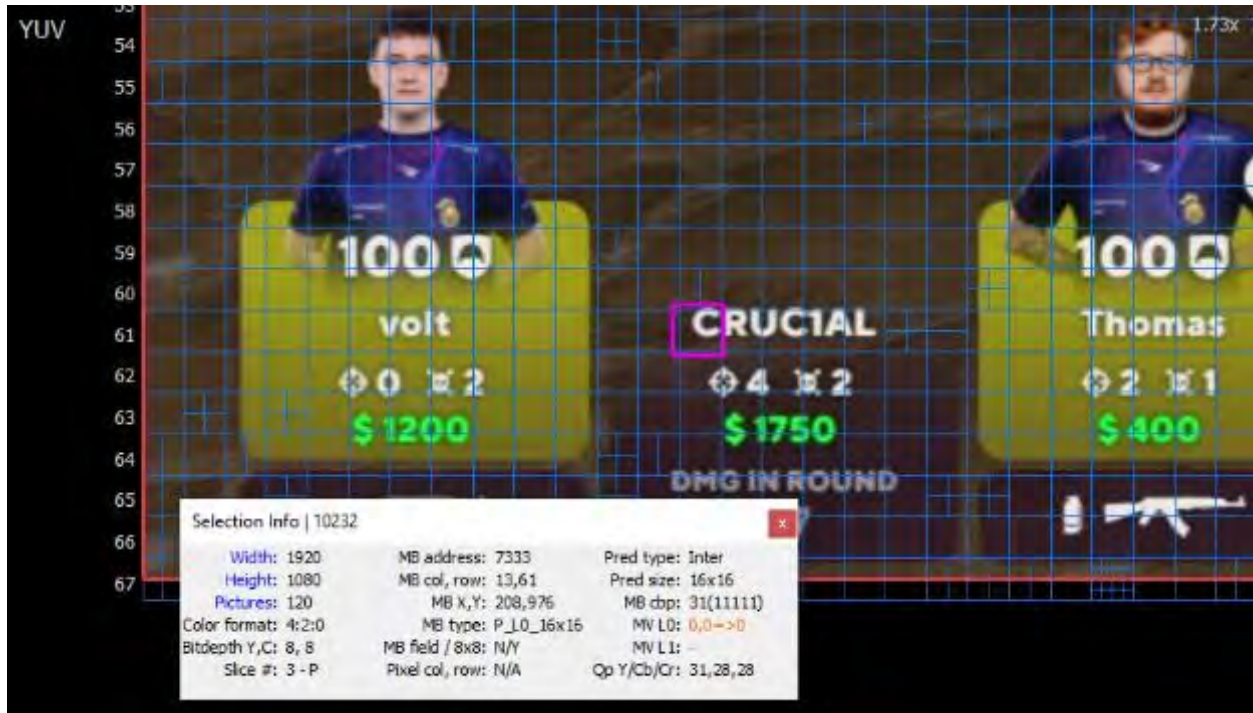 YUV
1.73x
53
54
55
56
57
58
59
60
61
62
63
64
65
66
67
100 100
volt CRUC1AL Thomas
0 2 4 2 2 1
$1200 $1750 $400
DMG IN ROUND
7
Selection Info | 10232
x
Width: 1920 MB address: 7333 Pred type: Inter
Height: 1080 MB col, row: 13,61 Pred size: 16x16
Pictures: 120 MB X,Y: 208,976 MB cbp: 31(11111)
Color format: 4:2:0 MB type: P_L0_16x16 MV L0: 0,0=>0
Bitdepth Y,C: 8, 8 MB field / 8x8: N/Y MV L1: -
Slice #: 3 - P Pixel col, row: N/A Qp Y/Cb/Cr: 31,28,28